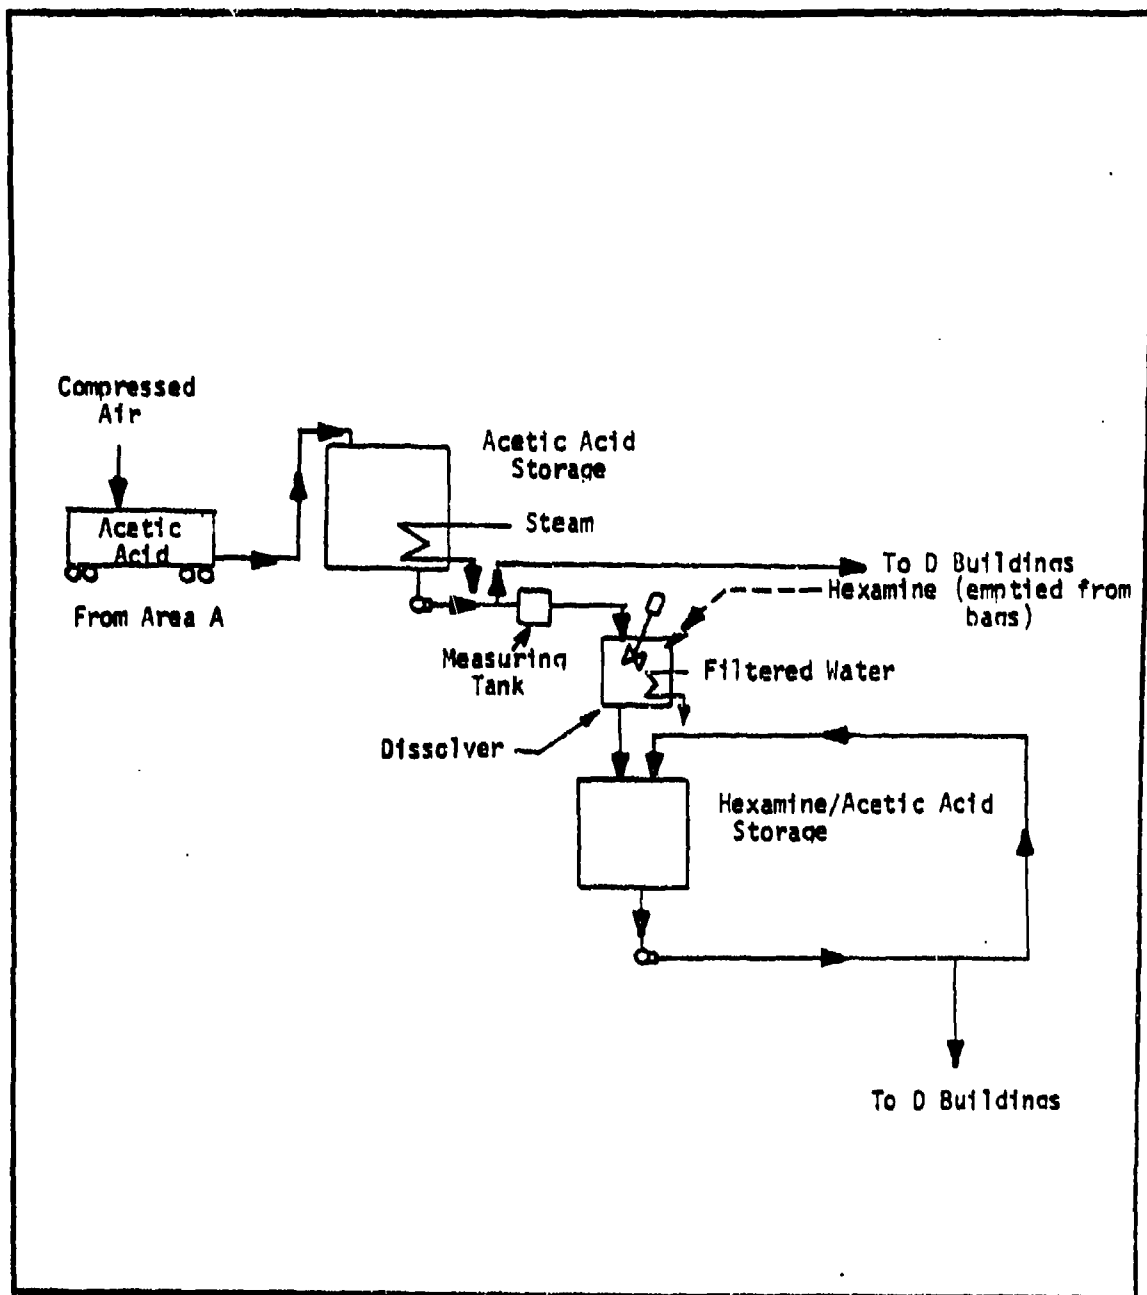 Compressed
Air
Acetic Acid
Storage
Steam
Acetic
Acid
From Area A
To D Buildings
Hexamine (emptied from
bags)
Measuring
Tank
Filtered Water
Dissolver
Hexamine/Acetic Acid
Storage
To D Buildings